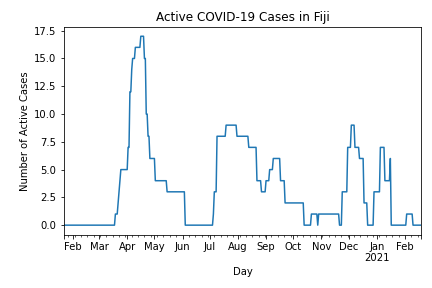 Active COVID-19 Cases in Fiji
17.5
15.0
12.5
10.0
7.5
5.0
2.5
0.0
Number of Active Cases
Feb Mar Apr May Jun Jul Aug Sep Oct Nov Dec Jan Feb
2021
Day